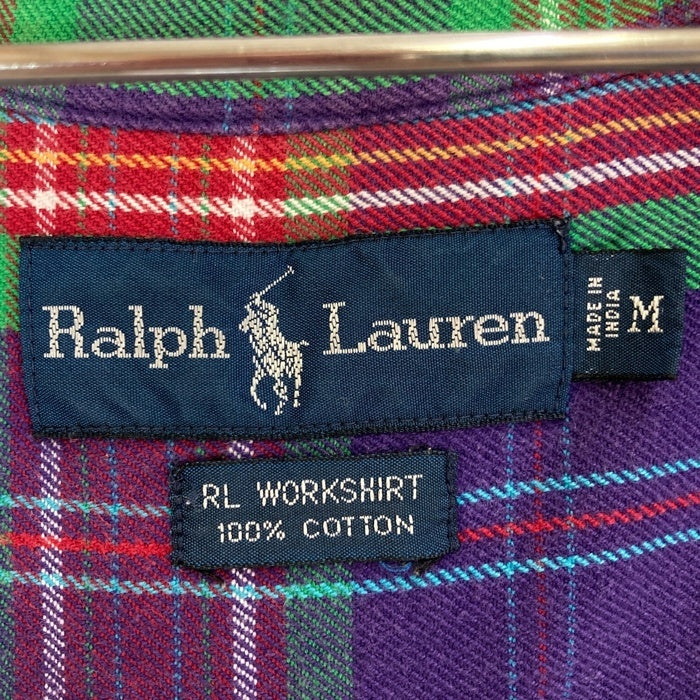 Ralph Lauren
MADE IN
INDIA
M
RL WORKSHIRT
100% COTTON